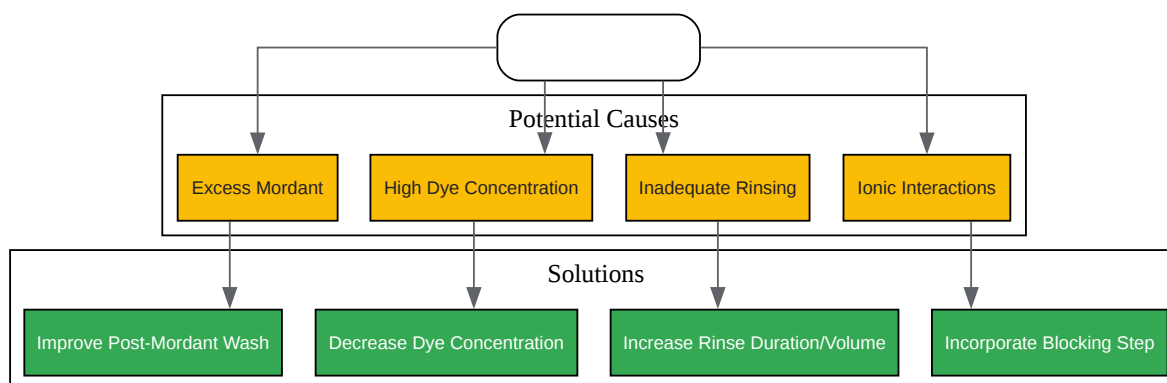 Potential Causes
Excess Mordant
High Dye Concentration
Inadequate Rinsing
Ionic Interactions
Solutions
Improve Post-Mordant Wash
Decrease Dye Concentration
Increase Rinse Duration/Volume
Incorporate Blocking Step